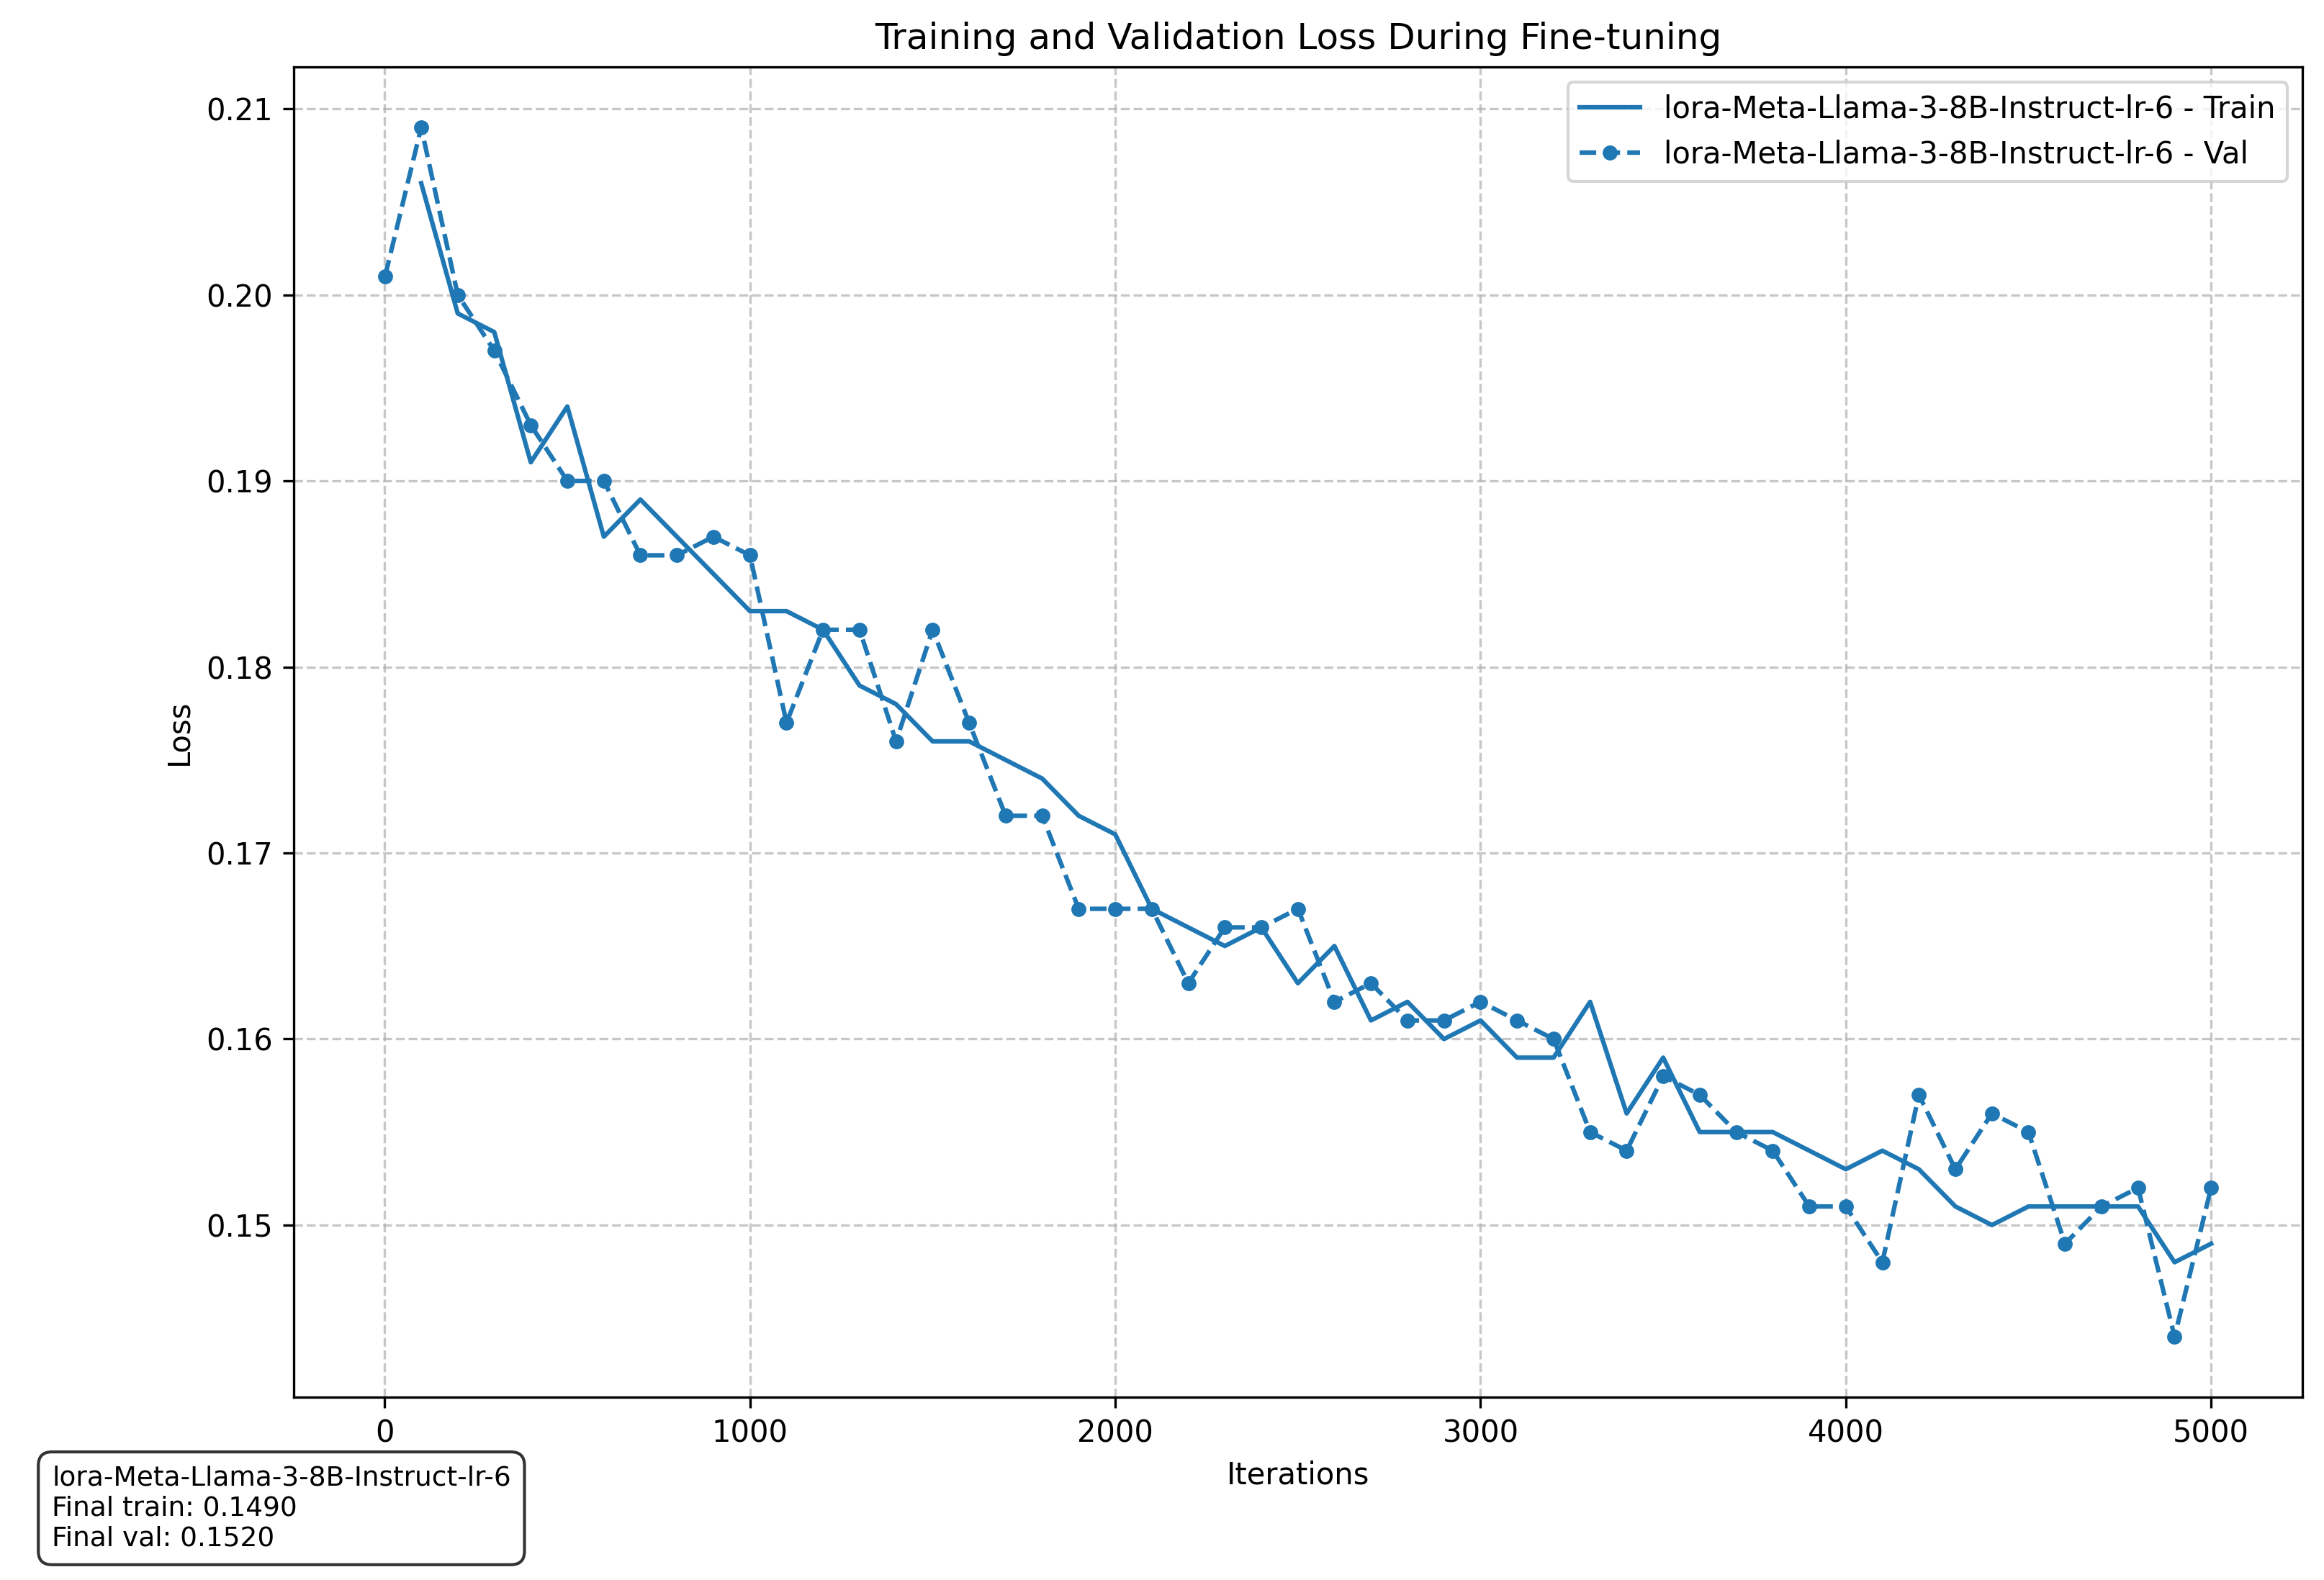 Training and Validation Loss During Fine-tuning
lora-Meta-Llama-3-8B-Instruct-lr-6 - Train
lora-Meta-Llama-3-8B-Instruct-lr-6 - Val
Loss
0.21
0.20
0.19
0.18
0.17
0.16
0.15
0 1000 2000 3000 4000 5000
Iterations
lora-Meta-Llama-3-8B-Instruct-lr-6
Final train: 0.1490
Final val: 0.1520